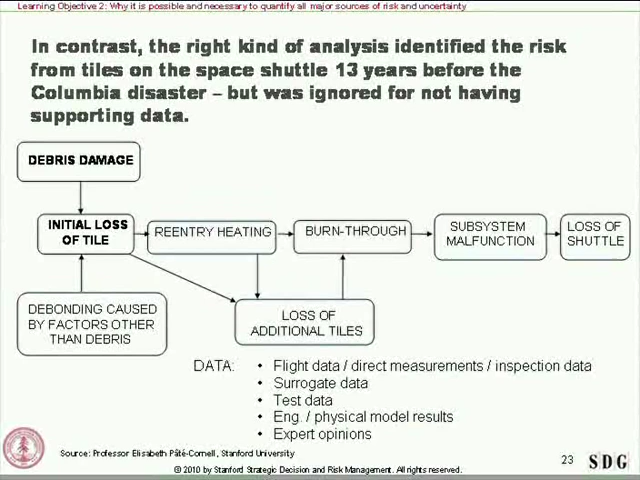 Learning Objective 2: Why it is possible and necessary to quantify all major sources of risk and uncertainty
In contrast, the right kind of analysis identified the risk
from tiles on the space shuttle 13 years before the
Columbia disaster – but was ignored for not having
supporting data.
DEBRIS DAMAGE
INITIAL LOSS
OF TILE
REENTRY HEATING
BURN-THROUGH
SUBSYSTEM
MALFUNCTION
LOSS OF
SHUTTLE
DEBONDING CAUSED
BY FACTORS OTHER
THAN DEBRIS
LOSS OF
ADDITIONAL TILES
DATA:
• Flight data / direct measurements / inspection data
• Surrogate data
• Test data
• Eng. / physical model results
• Expert opinions
Source: Professor Elisabeth Pâté-Cornell, Stanford University
© 2010 by Stanford Strategic Decision and Risk Management. All rights reserved.
23
SDG